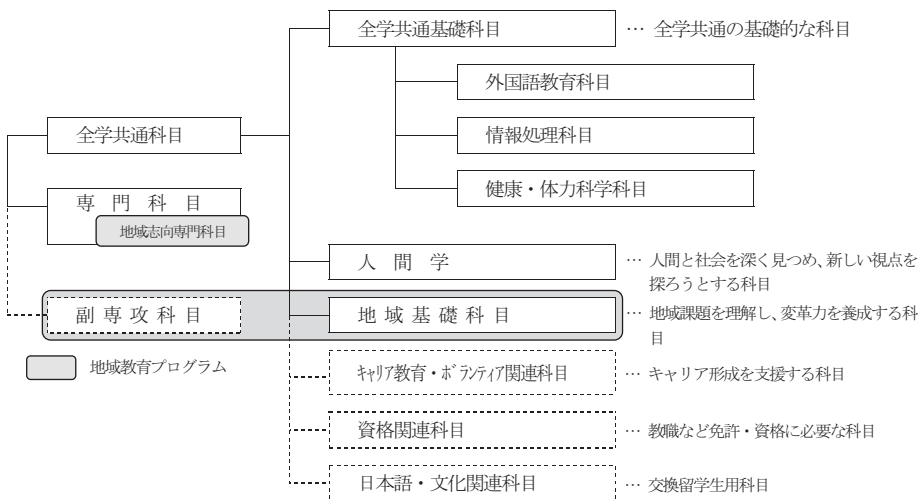 全学共通基礎科目
… 全学共通の基礎的な科目
外国語教育科目
全学共通科目
情報処理科目
健康・体力科学科目
専 門 科 目
地域志向専門科目
人 間 学
… 人間と社会を深く見つめ、新しい視点を
探ろうとする科目
副 専 攻 科 目
地 域 基 礎 科 目
… 地域課題を理解し、変革力を養成する科
目
地域教育プログラム
ｷｬﾘｱ教育・ﾎﾞﾗﾝﾃｨｱ関連科目
… キャリア形成を支援する科目
資格関連科目
… 教職など免許・資格に必要な科目
日本語・文化関連科目
… 交換留学生用科目